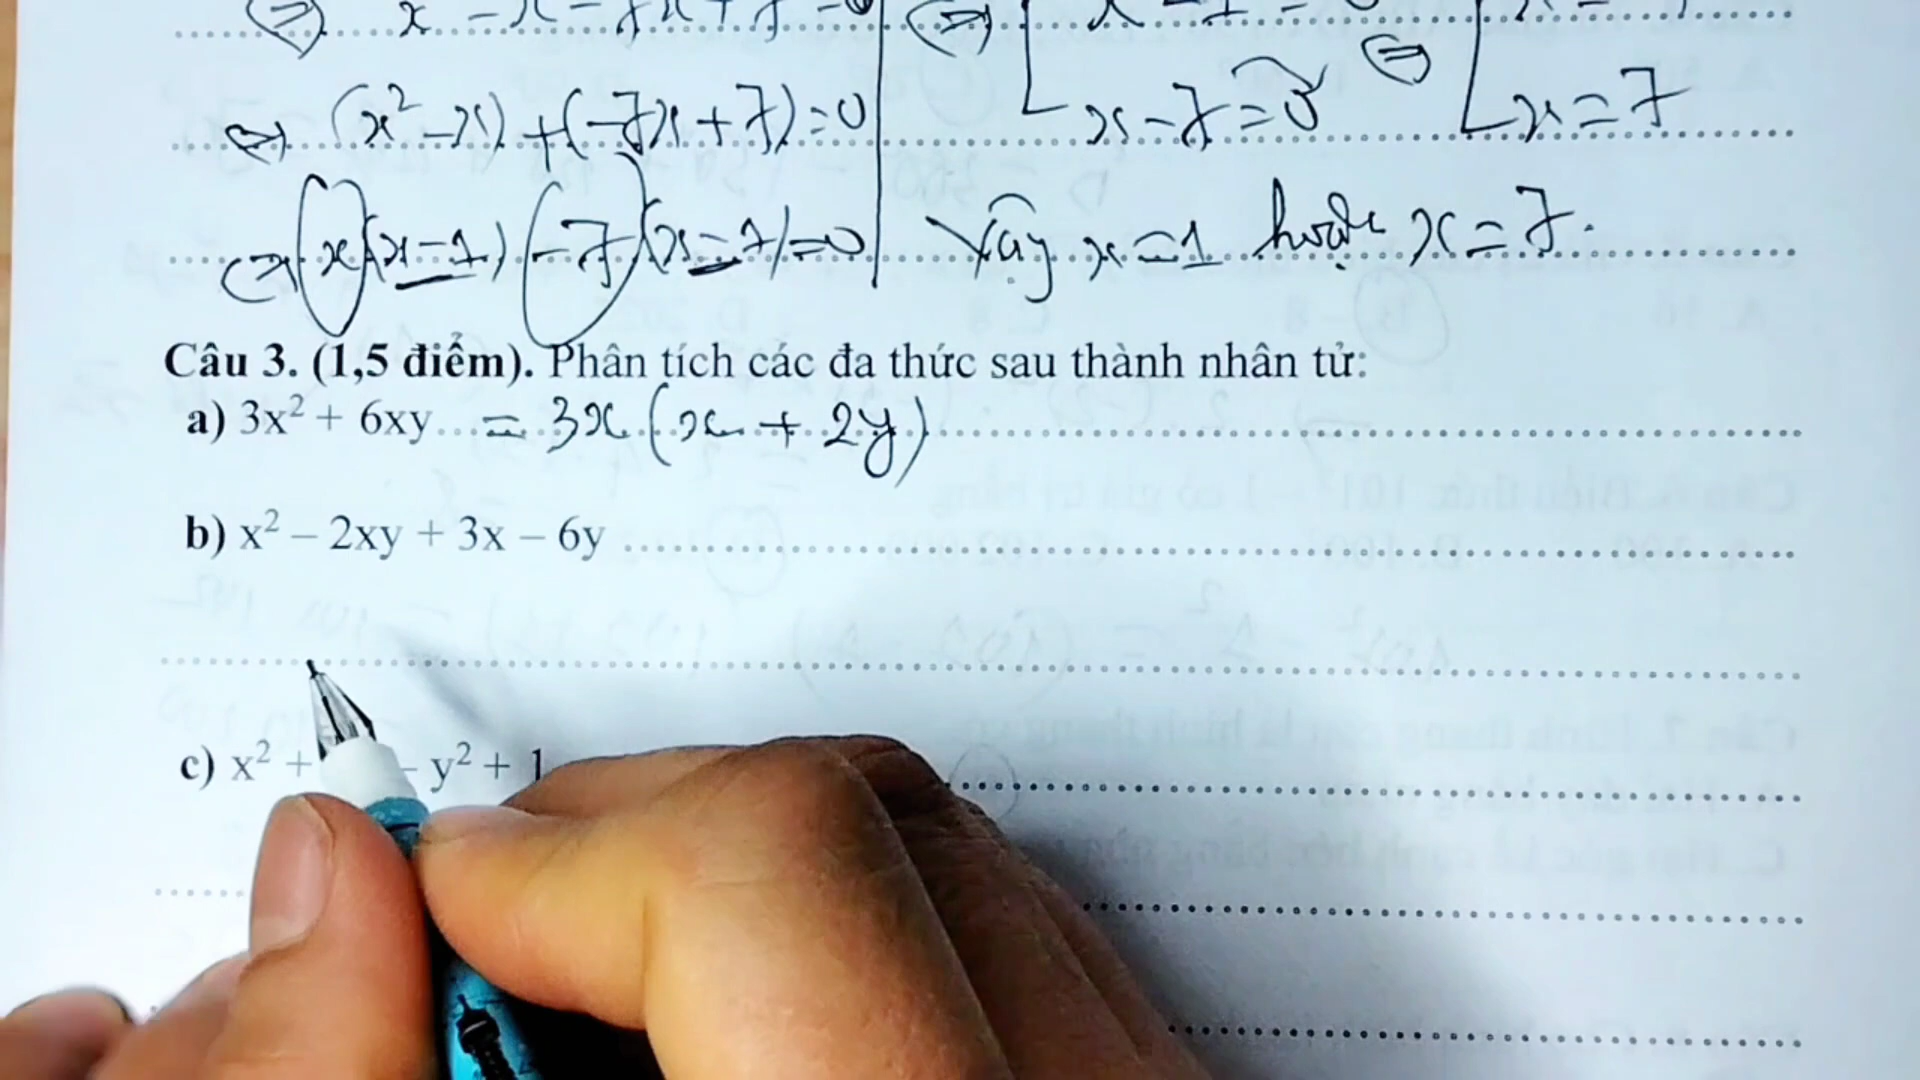 ⇔ (x² – x) + (–7x + 7) = 0
x – 7 = 0 ⇔ x = 7
⇔ x(x – 1) – 7(x – 1) = 0
Vậy x = 1 hoặc x = 7.
Câu 3. (1,5 điểm). Phân tích các đa thức sau thành nhân tử:
a) 3x² + 6xy = 3x(x + 2y)
b) x² – 2xy + 3x – 6y
c) x² + – y² + 1